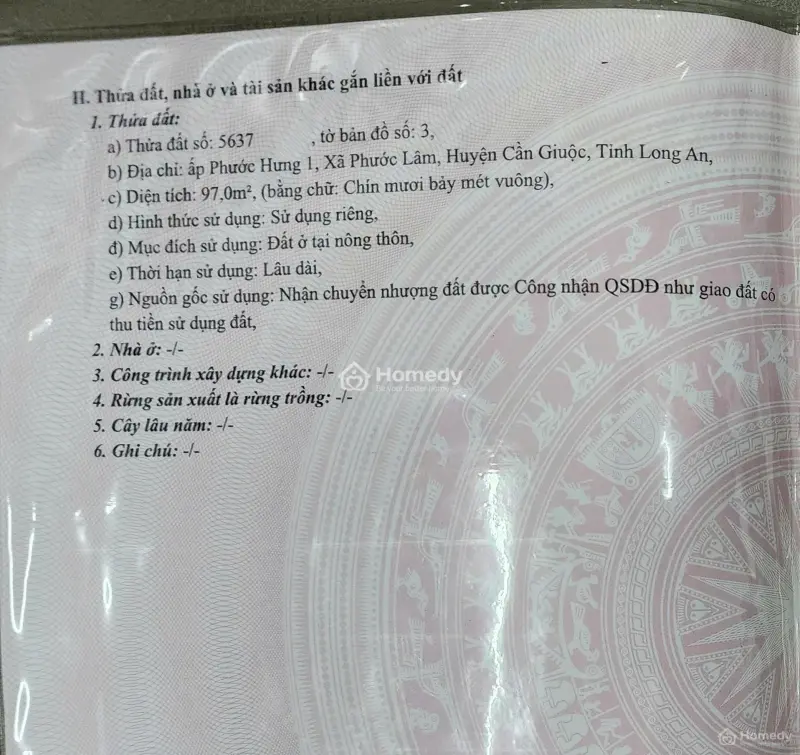 II. Thửa đất, nhà ở và tài sản khác gắn liền với đất
1. Thửa đất:
a) Thửa đất số: 5637 , tờ bản đồ số: 3,
b) Địa chỉ: ấp Phước Hưng 1, Xã Phước Lâm, Huyện Cần Giuộc, Tỉnh Long An,
c) Diện tích: 97,0m², (bằng chữ: Chín mươi bảy mét vuông),
d) Hình thức sử dụng: Sử dụng riêng,
đ) Mục đích sử dụng: Đất ở tại nông thôn,
e) Thời hạn sử dụng: Lâu dài,
g) Nguồn gốc sử dụng: Nhận chuyển nhượng đất được Công nhận QSDĐ như giao đất có
thu tiền sử dụng đất,
2. Nhà ở: -/-
3. Công trình xây dựng khác: -/-
Homedy
4. Rừng sản xuất là rừng trồng: -/-
5. Cây lâu năm: -/-
6. Ghi chú: -/-
Homedy